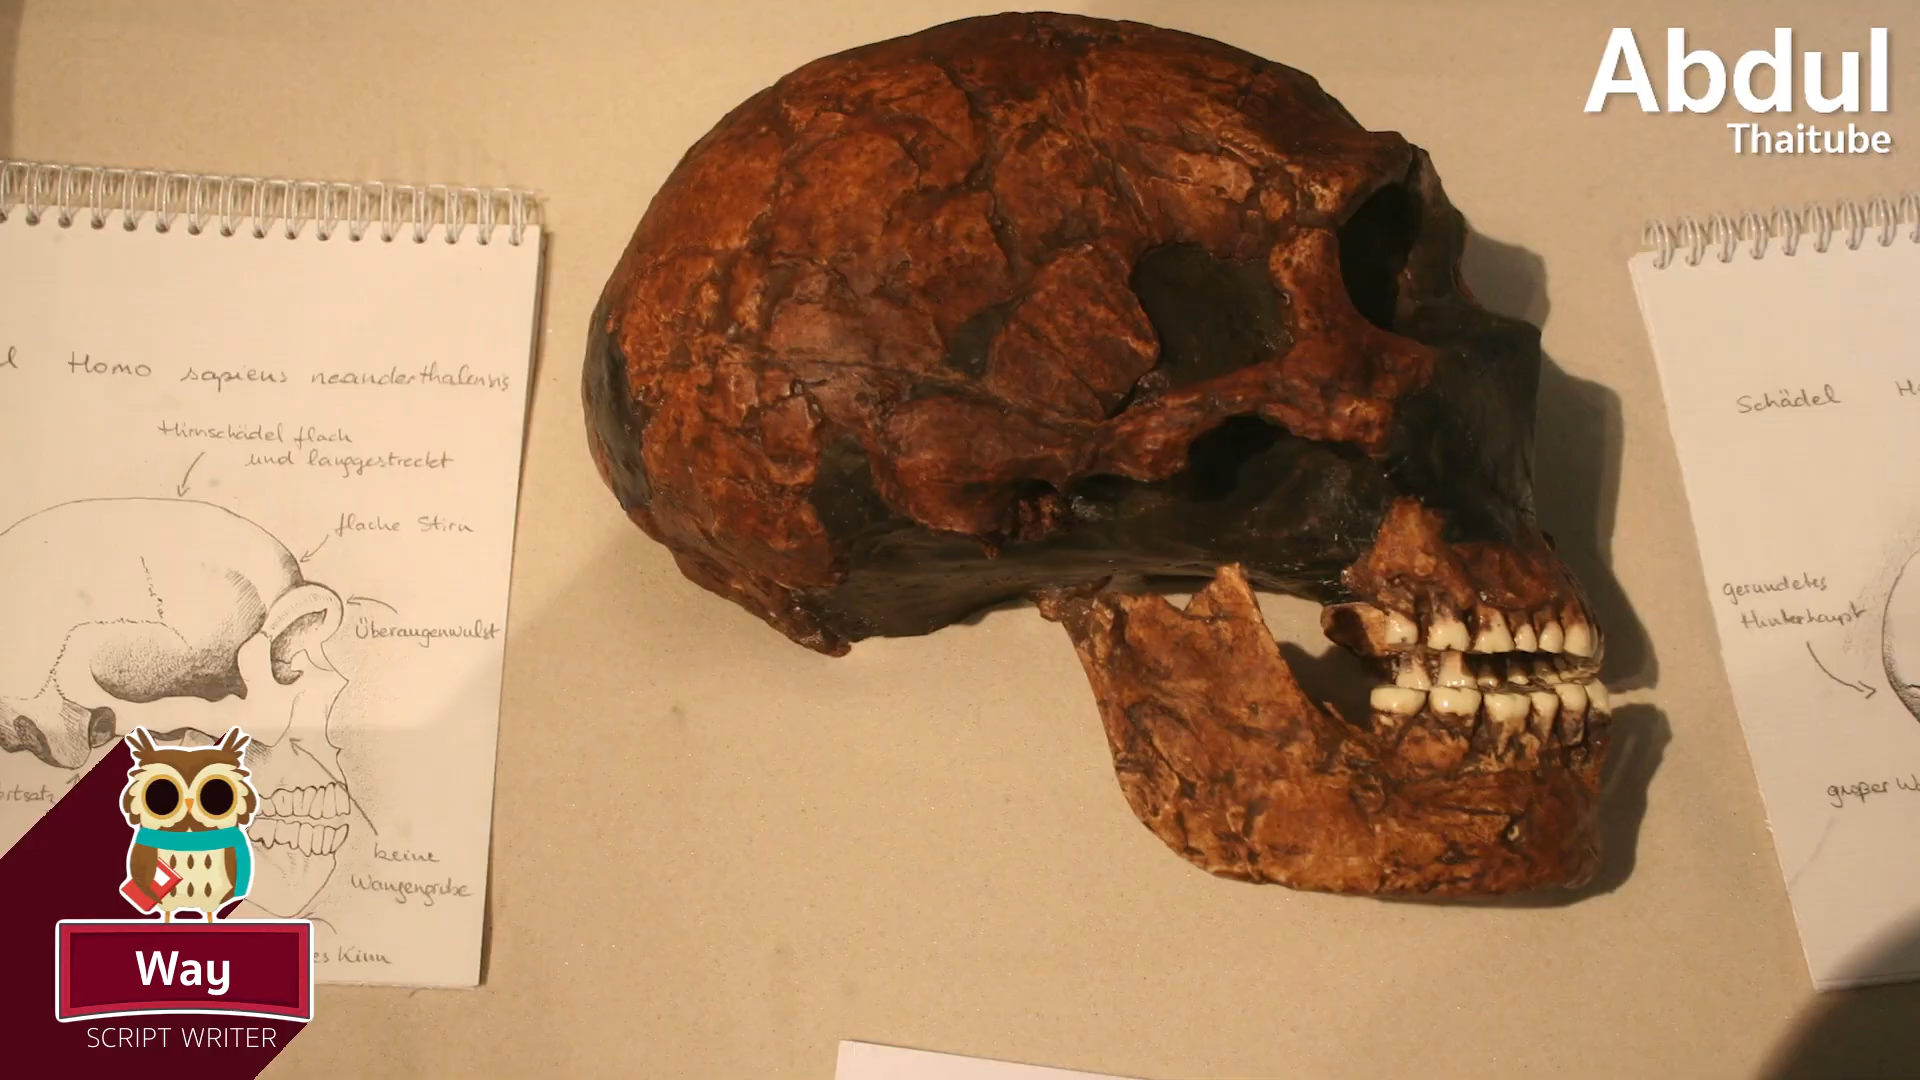 Abdul
Thaitube
Homo sapiens neanderthalensis
Hirnschädel flach
und langgestreckt
flache Stirn
Überaugenwulst
keine
Wangengrube
Kinn
Schädel
gerundetes
Hinterhaupt
großer
Way
SCRIPT WRITER